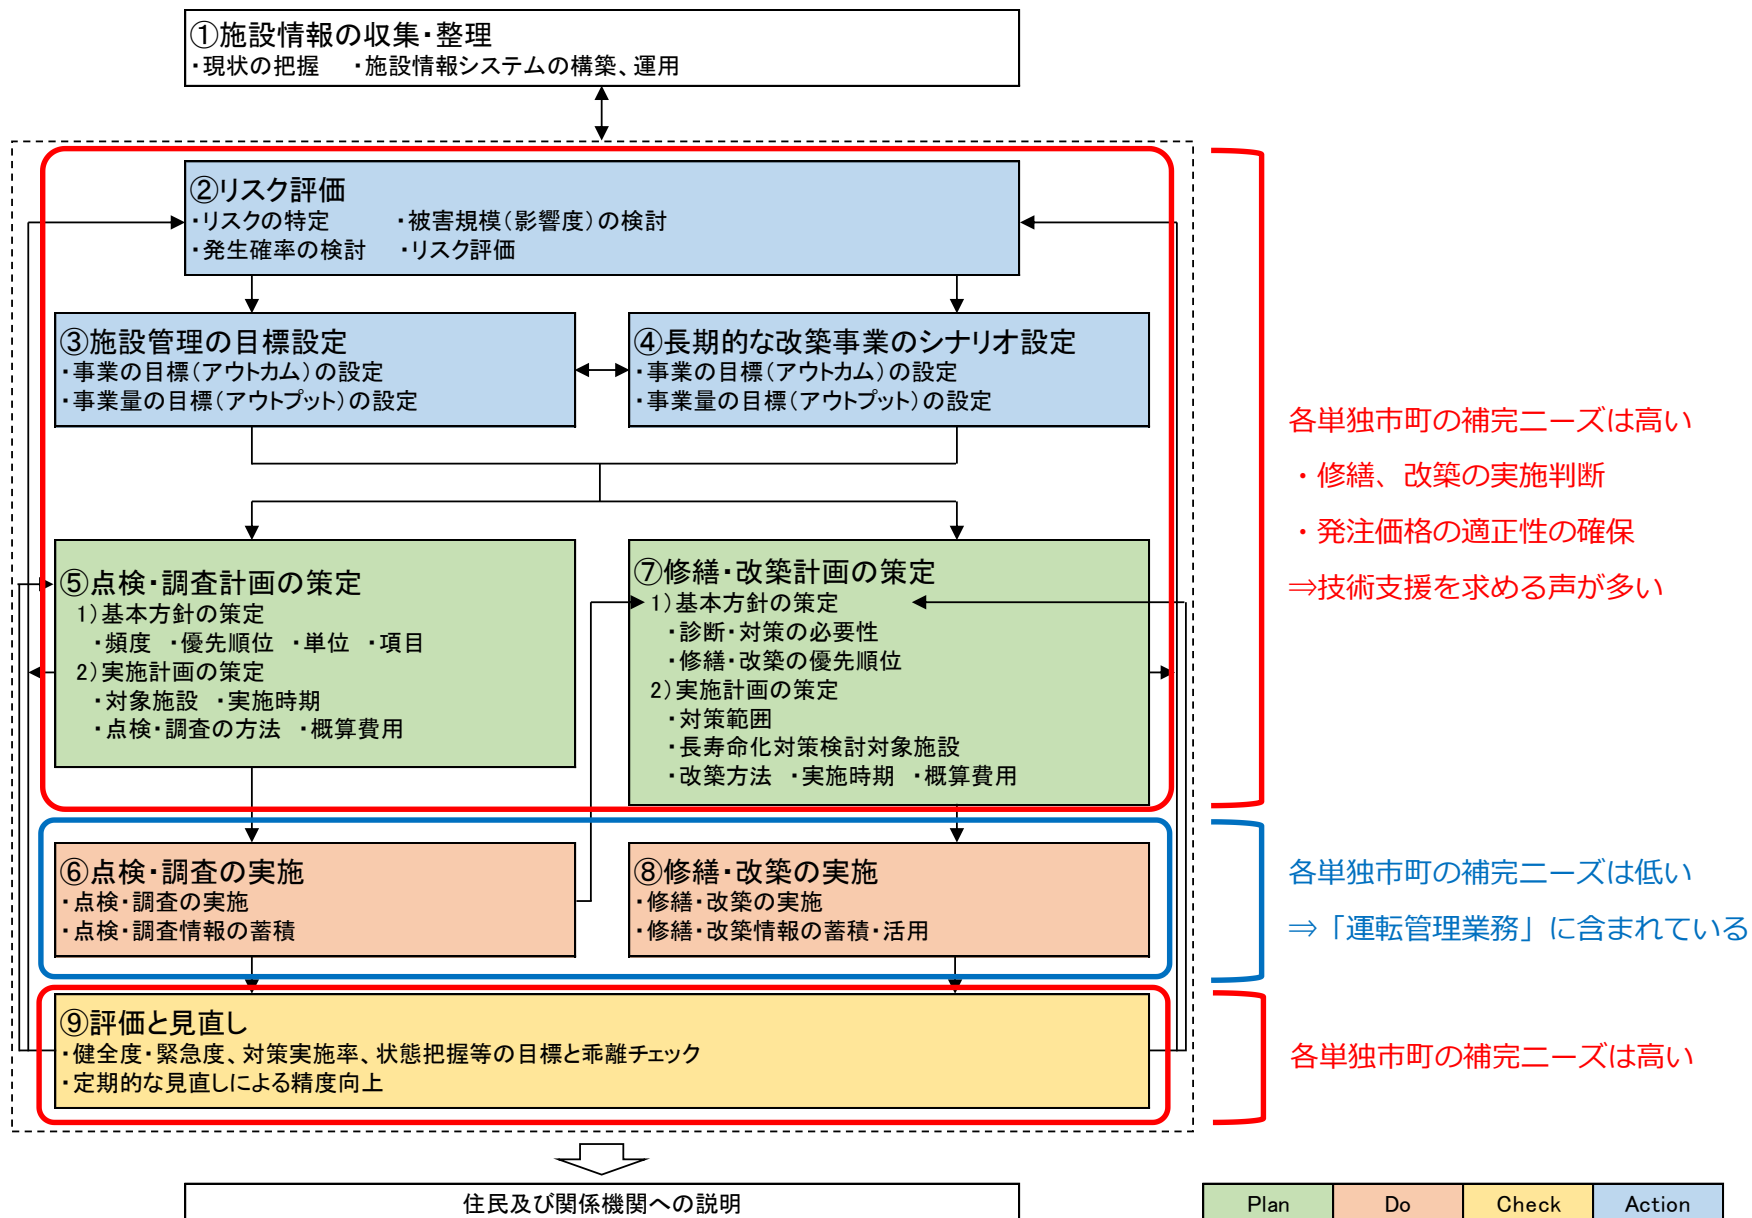 ①施設情報の収集・整理
・現状の把握　・施設情報システムの構築、運用
②リスク評価
・リスクの特定　・被害規模(影響度)の検討
・発生確率の検討　・リスク評価
③施設管理の目標設定
・事業の目標(アウトカム)の設定
・事業量の目標(アウトプット)の設定
④長期的な改築事業のシナリオ設定
・事業の目標(アウトカム)の設定
・事業量の目標(アウトプット)の設定
各単独市町の補完ニーズは高い
・修繕、改築の実施判断
・発注価格の適正性の確保
⇒技術支援を求める声が多い
⑤点検・調査計画の策定
1)基本方針の策定
・頻度　・優先順位　・単位　・項目
2)実施計画の策定
・対象施設　・実施時期
・点検・調査の方法　・概算費用
⑦修繕・改築計画の策定
1)基本方針の策定
・診断・対策の必要性
・修繕・改築の優先順位
2)実施計画の策定
・対策範囲
・長寿命化対策検討対象施設
・改築方法　・実施時期　・概算費用
⑥点検・調査の実施
・点検・調査の実施
・点検・調査情報の蓄積
⑧修繕・改築の実施
・修繕・改築の実施
・修繕・改築情報の蓄積・活用
各単独市町の補完ニーズは低い
⇒「運転管理業務」に含まれている
⑨評価と見直し
・健全度・緊急度、対策実施率、状態把握等の目標と乖離チェック
・定期的な見直しによる精度向上
各単独市町の補完ニーズは高い
住民及び関係機関への説明
Plan　Do　Check　Action